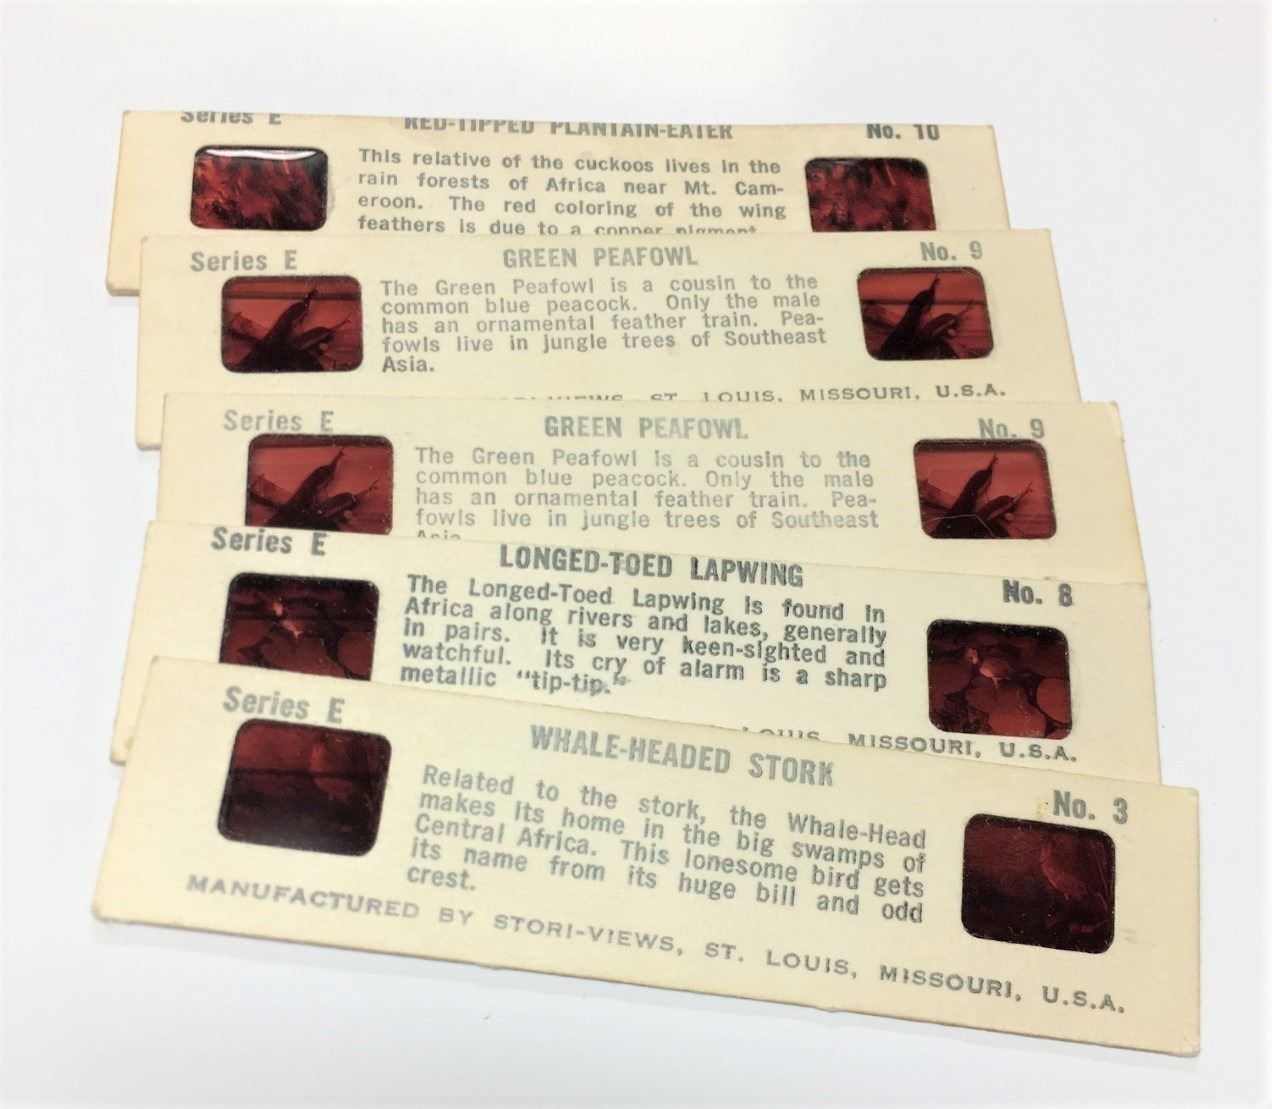 Series E
RED-TIPPED PLANTAIN-EATER
No. 10
This relative of the cuckoos lives in the
rain forests of Africa near Mt. Cam-
eroon. The red coloring of the wing
feathers is due to a copper pigment.
Series E
GREEN PEAFOWL
No. 9
The Green Peafowl is a cousin to the
common blue peacock. Only the male
has an ornamental feather train. Pea-
fowls live in jungle trees of Southeast
Asia.
ST. LOUIS, MISSOURI, U.S.A.
Series E
GREEN PEAFOWL
No. 9
The Green Peafowl is a cousin to the
common blue peacock. Only the male
has an ornamental feather train. Pea-
fowls live in jungle trees of Southeast
Asia
Series E
LONGED-TOED LAPWING
No. 8
The Longed-Toed Lapwing is found in
Africa along rivers and lakes, generally
in pairs. It is very keen-sighted and
watchful. Its cry of alarm is a sharp
metallic "tip-tip."
LOUIS, MISSOURI, U.S.A.
Series E
WHALE-HEADED STORK
No. 3
Related to the stork, the Whale-Head
makes its home in the big swamps of
Central Africa. This lonesome bird gets
its name from its huge bill and odd
crest.
MANUFACTURED BY STORI-VIEWS, ST. LOUIS, MISSOURI, U.S.A.